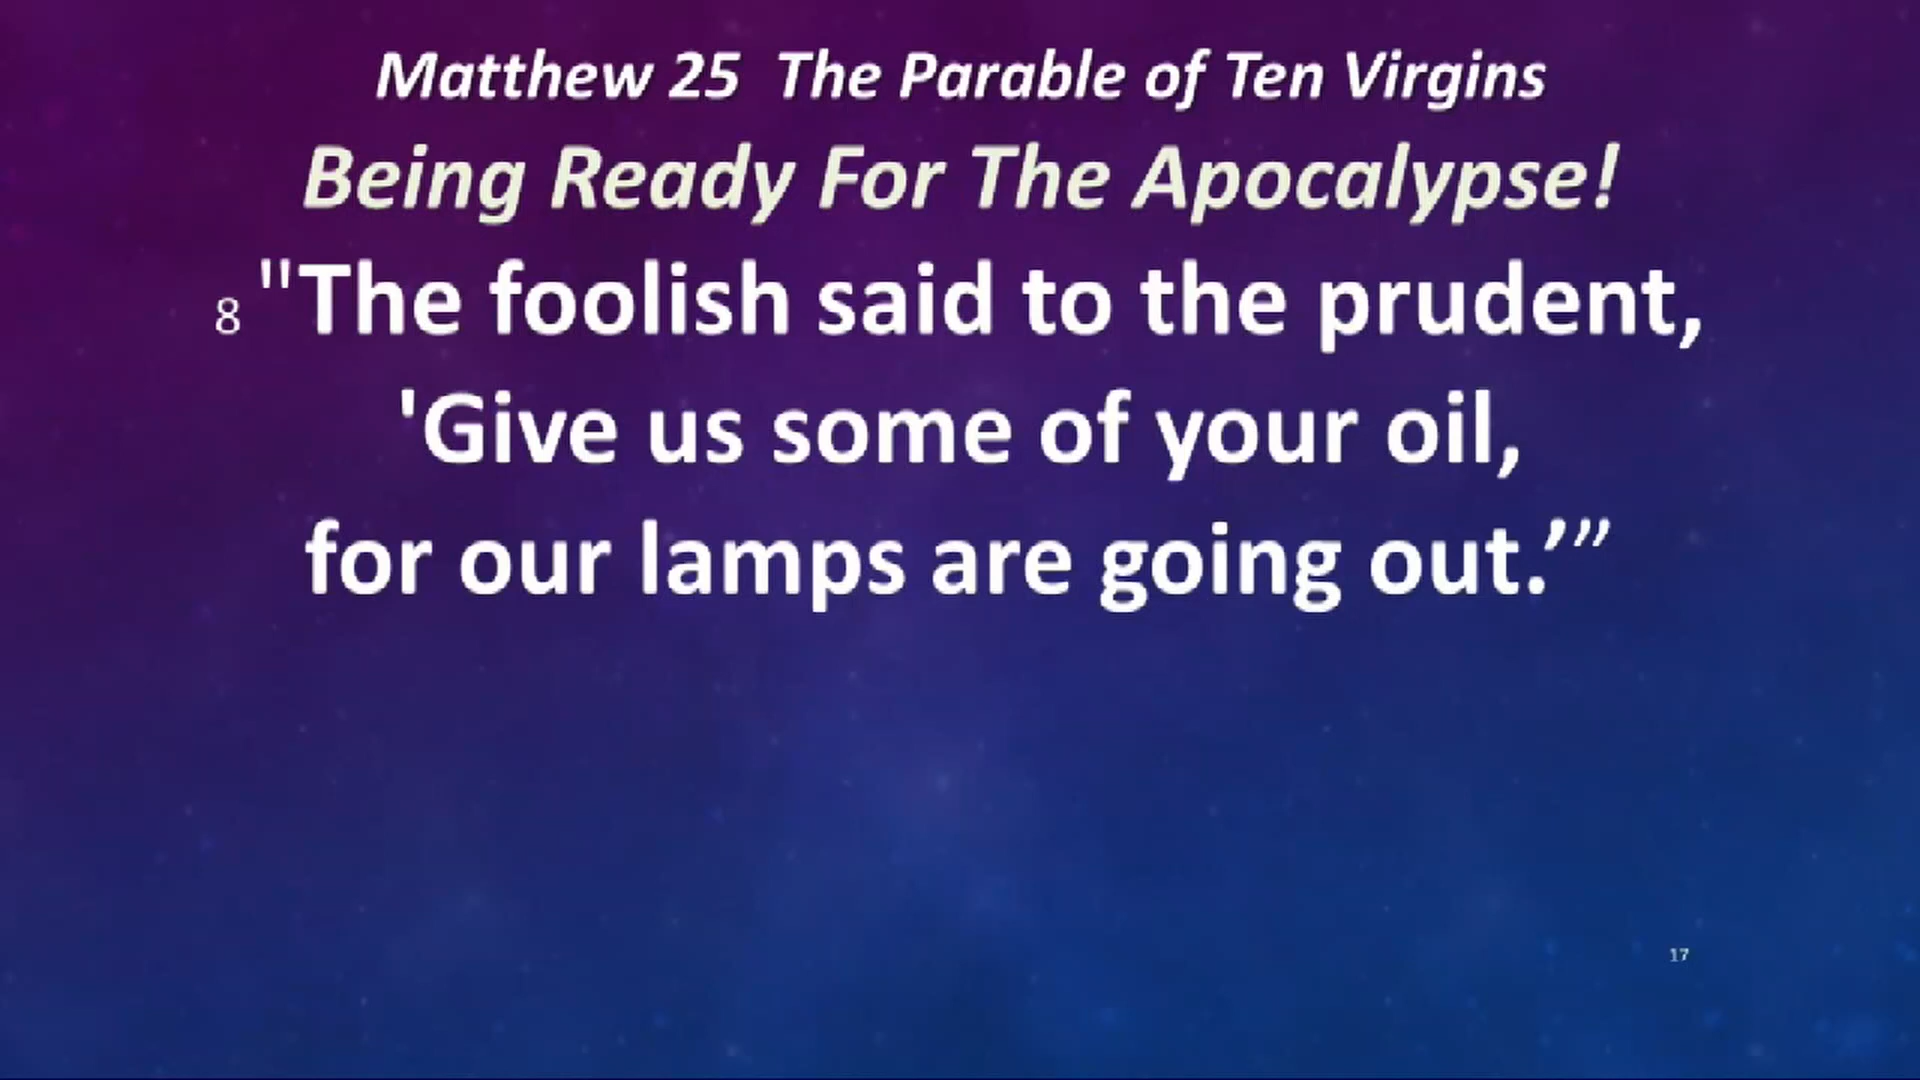 Matthew 25  The Parable of Ten Virgins
Being Ready For The Apocalypse!
8 "The foolish said to the prudent,
'Give us some of your oil,
for our lamps are going out.’”
17